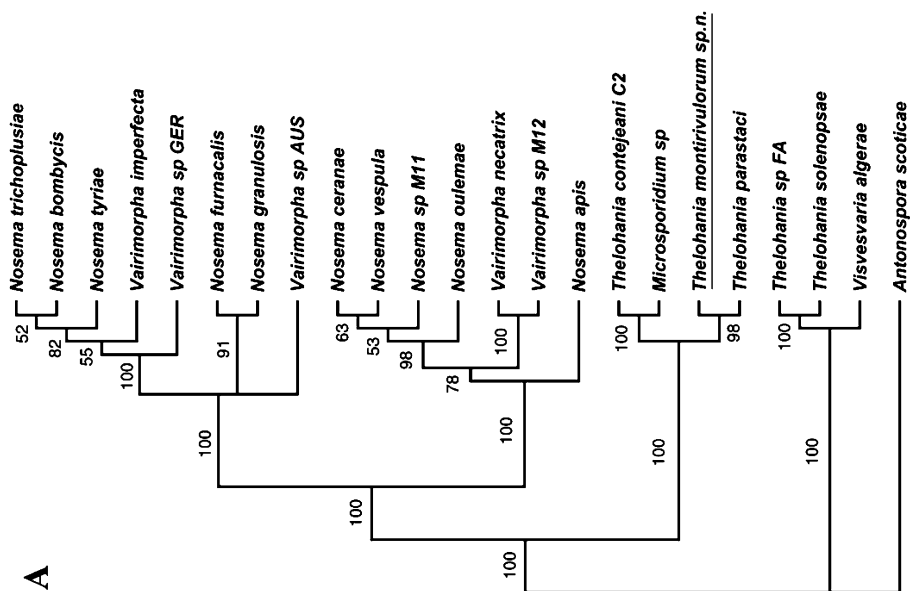 A
Nosema trichoplusiae
Nosema bombycis
Nosema tyriae
Vairimorpha imperfecta
Vairimorpha sp GER
Nosema furnacalis
Nosema granulosis
Vairimorpha sp AUS
Nosema ceranae
Nosema vespula
Nosema sp M11
Nosema oulemae
Vairimorpha necatrix
Vairimorpha sp M12
Nosema apis
Thelohania contejeani C2
Microsporidium sp
Thelohania montirivulorum sp.n.
Thelohania parastaci
Thelohania sp FA
Thelohania solenopsae
Visvesvaria algerae
Antonospora scoticae
52
82
55
100
91
100
63
53
98
100
78
100
100
100
98
100
100
100
100